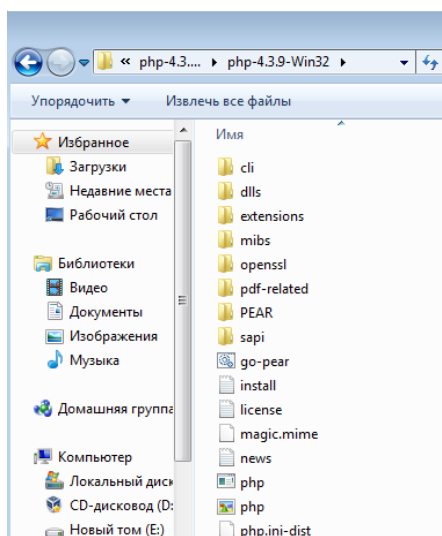 « php-4.3.... ▸ php-4.3.9-Win32 ▸
Упорядочить ▼ Извлечь все файлы
Избранное
Загрузки
Недавние места
Рабочий стол
Библиотеки
Видео
Документы
Изображения
Музыка
Домашняя группа
Компьютер
Локальный диск
CD-дисковод (D:
Новый том (E:)
Имя
cli
dlls
extensions
mibs
openssl
pdf-related
PEAR
sapi
go-pear
install
license
magic.mime
news
php
php
php.ini-dist